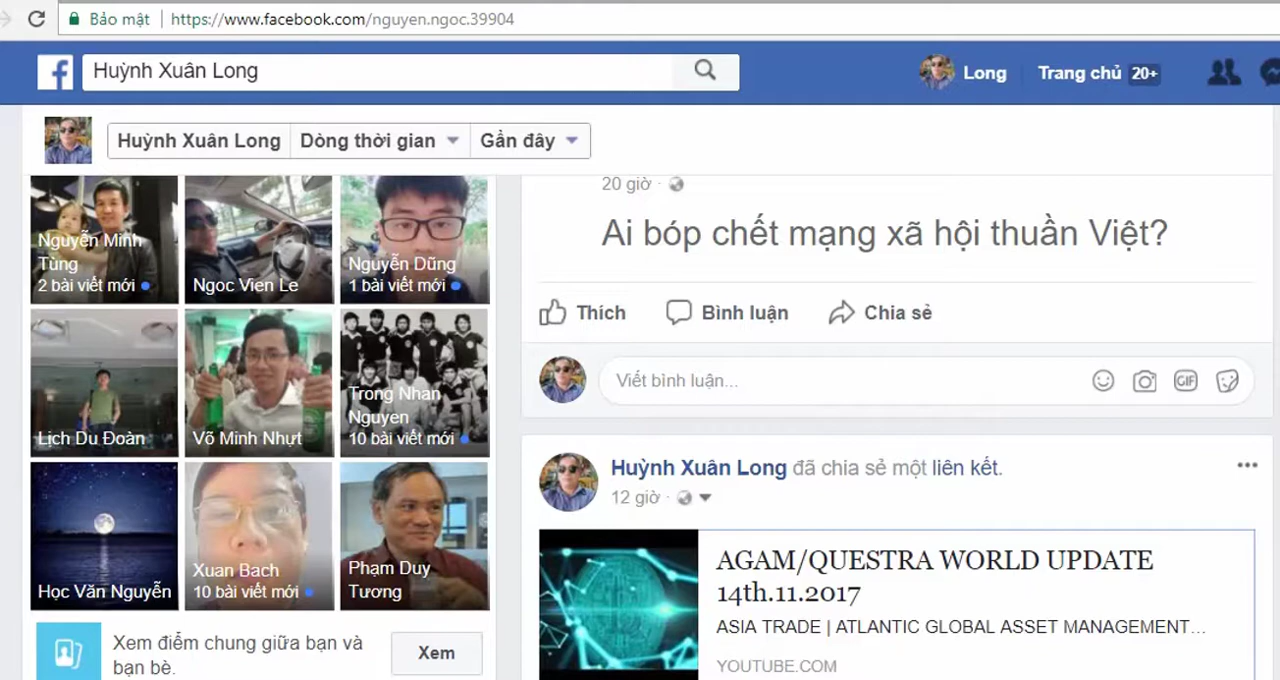 Bảo mật
https://www.facebook.com/nguyen.ngoc.39904
f
Huỳnh Xuân Long
Long
Trang chủ 20+
Huỳnh Xuân Long
Dòng thời gian
Gần đây
Nguyễn Minh
Tùng
2 bài viết mới
Ngoc Vien Le
Nguyễn Dũng
1 bài viết mới
Lịch Du Đoàn
Võ Minh Nhựt
Trong Nhan
Nguyen
10 bài viết mới
Học Văn Nguyễn
Xuan Bach
10 bài viết mới
Phạm Duy
Tương
Xem điểm chung giữa bạn và
bạn bè.
Xem
20 giờ ·
Ai bóp chết mạng xã hội thuần Việt?
Thích
Bình luận
Chia sẻ
Viết bình luận...
GIF
Huỳnh Xuân Long đã chia sẻ một liên kết.
12 giờ ·
AGAM/QUESTRA WORLD UPDATE
14th.11.2017
ASIA TRADE | ATLANTIC GLOBAL ASSET MANAGEMENT...
YOUTUBE.COM